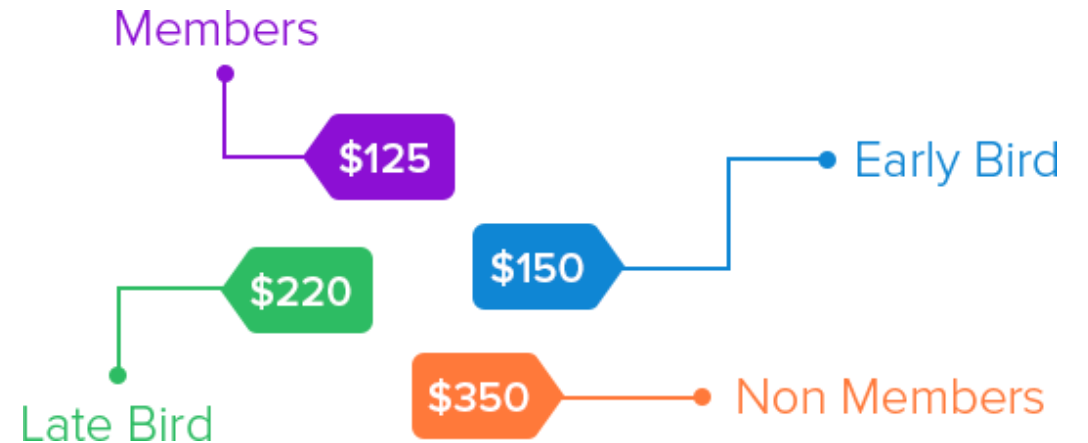 Members
$125
Early Bird
$150
$220
$350
Non Members
Late Bird